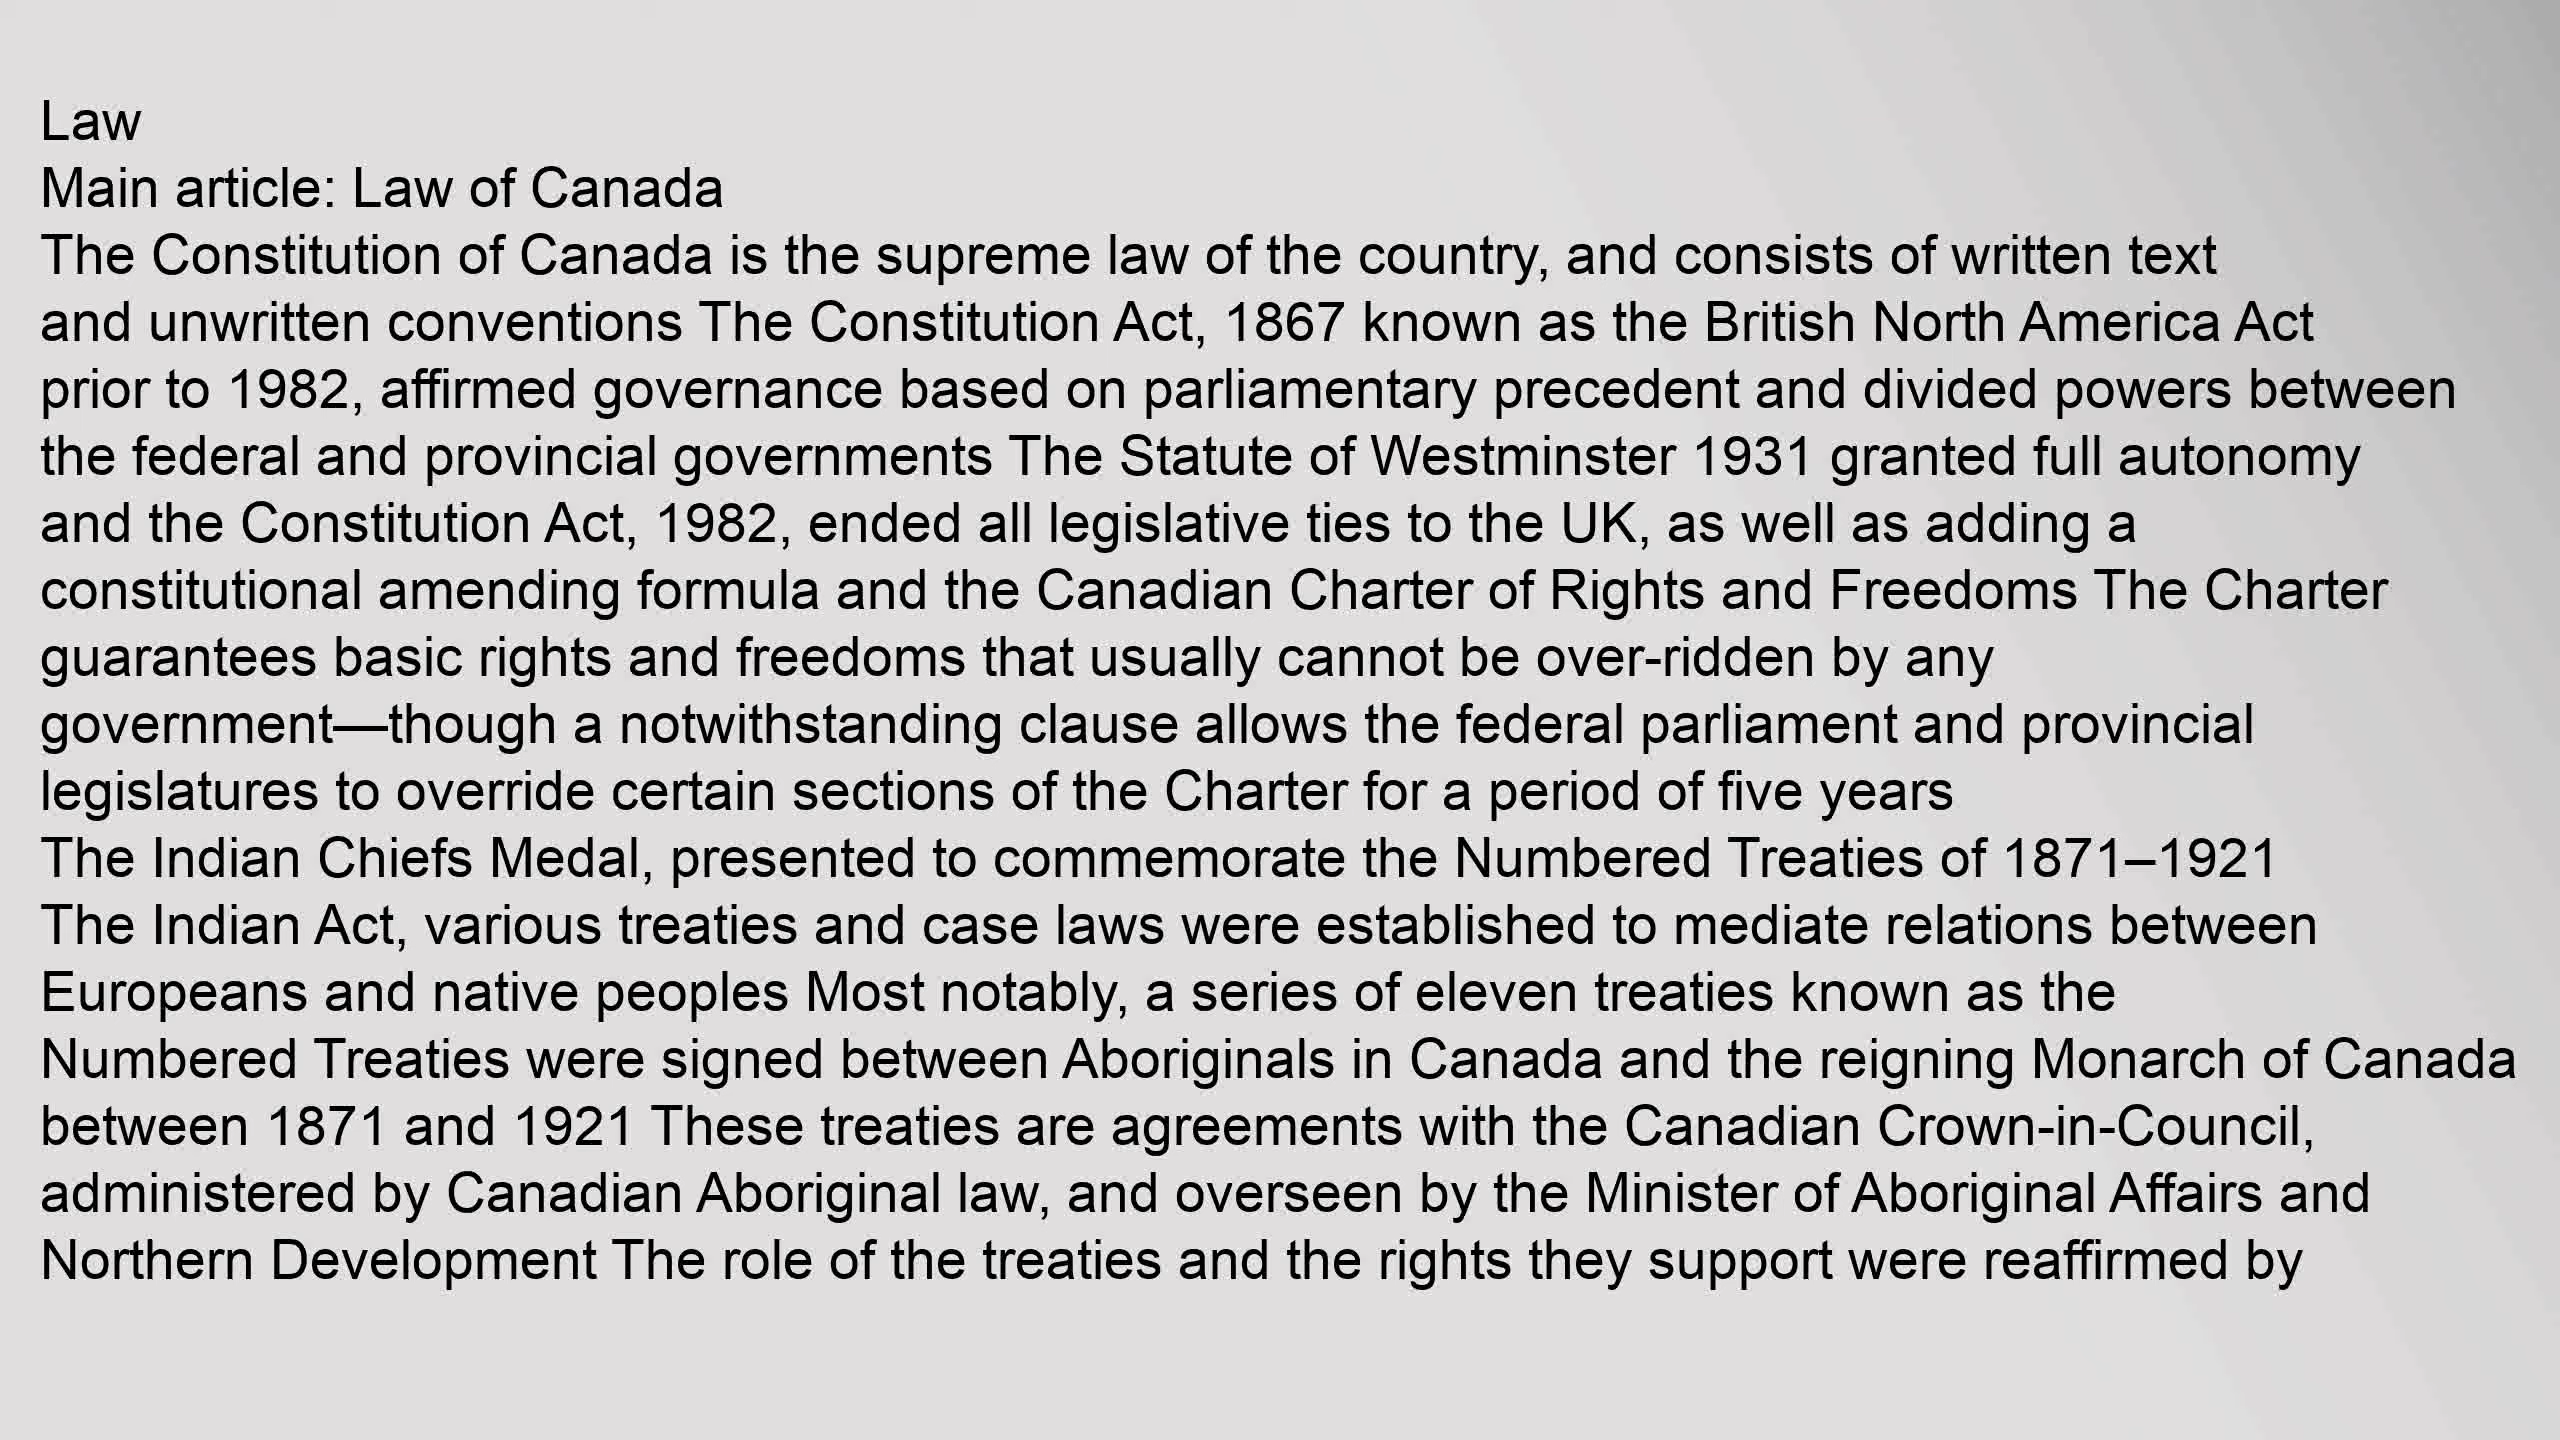 Law
Main article: Law of Canada
The Constitution of Canada is the supreme law of the country, and consists of written text
and unwritten conventions The Constitution Act, 1867 known as the British North America Act
prior to 1982, affirmed governance based on parliamentary precedent and divided powers between
the federal and provincial governments The Statute of Westminster 1931 granted full autonomy
and the Constitution Act, 1982, ended all legislative ties to the UK, as well as adding a
constitutional amending formula and the Canadian Charter of Rights and Freedoms The Charter
guarantees basic rights and freedoms that usually cannot be over-ridden by any
government—though a notwithstanding clause allows the federal parliament and provincial
legislatures to override certain sections of the Charter for a period of five years
The Indian Chiefs Medal, presented to commemorate the Numbered Treaties of 1871–1921
The Indian Act, various treaties and case laws were established to mediate relations between
Europeans and native peoples Most notably, a series of eleven treaties known as the
Numbered Treaties were signed between Aboriginals in Canada and the reigning Monarch of Canada
between 1871 and 1921 These treaties are agreements with the Canadian Crown-in-Council,
administered by Canadian Aboriginal law, and overseen by the Minister of Aboriginal Affairs and
Northern Development The role of the treaties and the rights they support were reaffirmed by